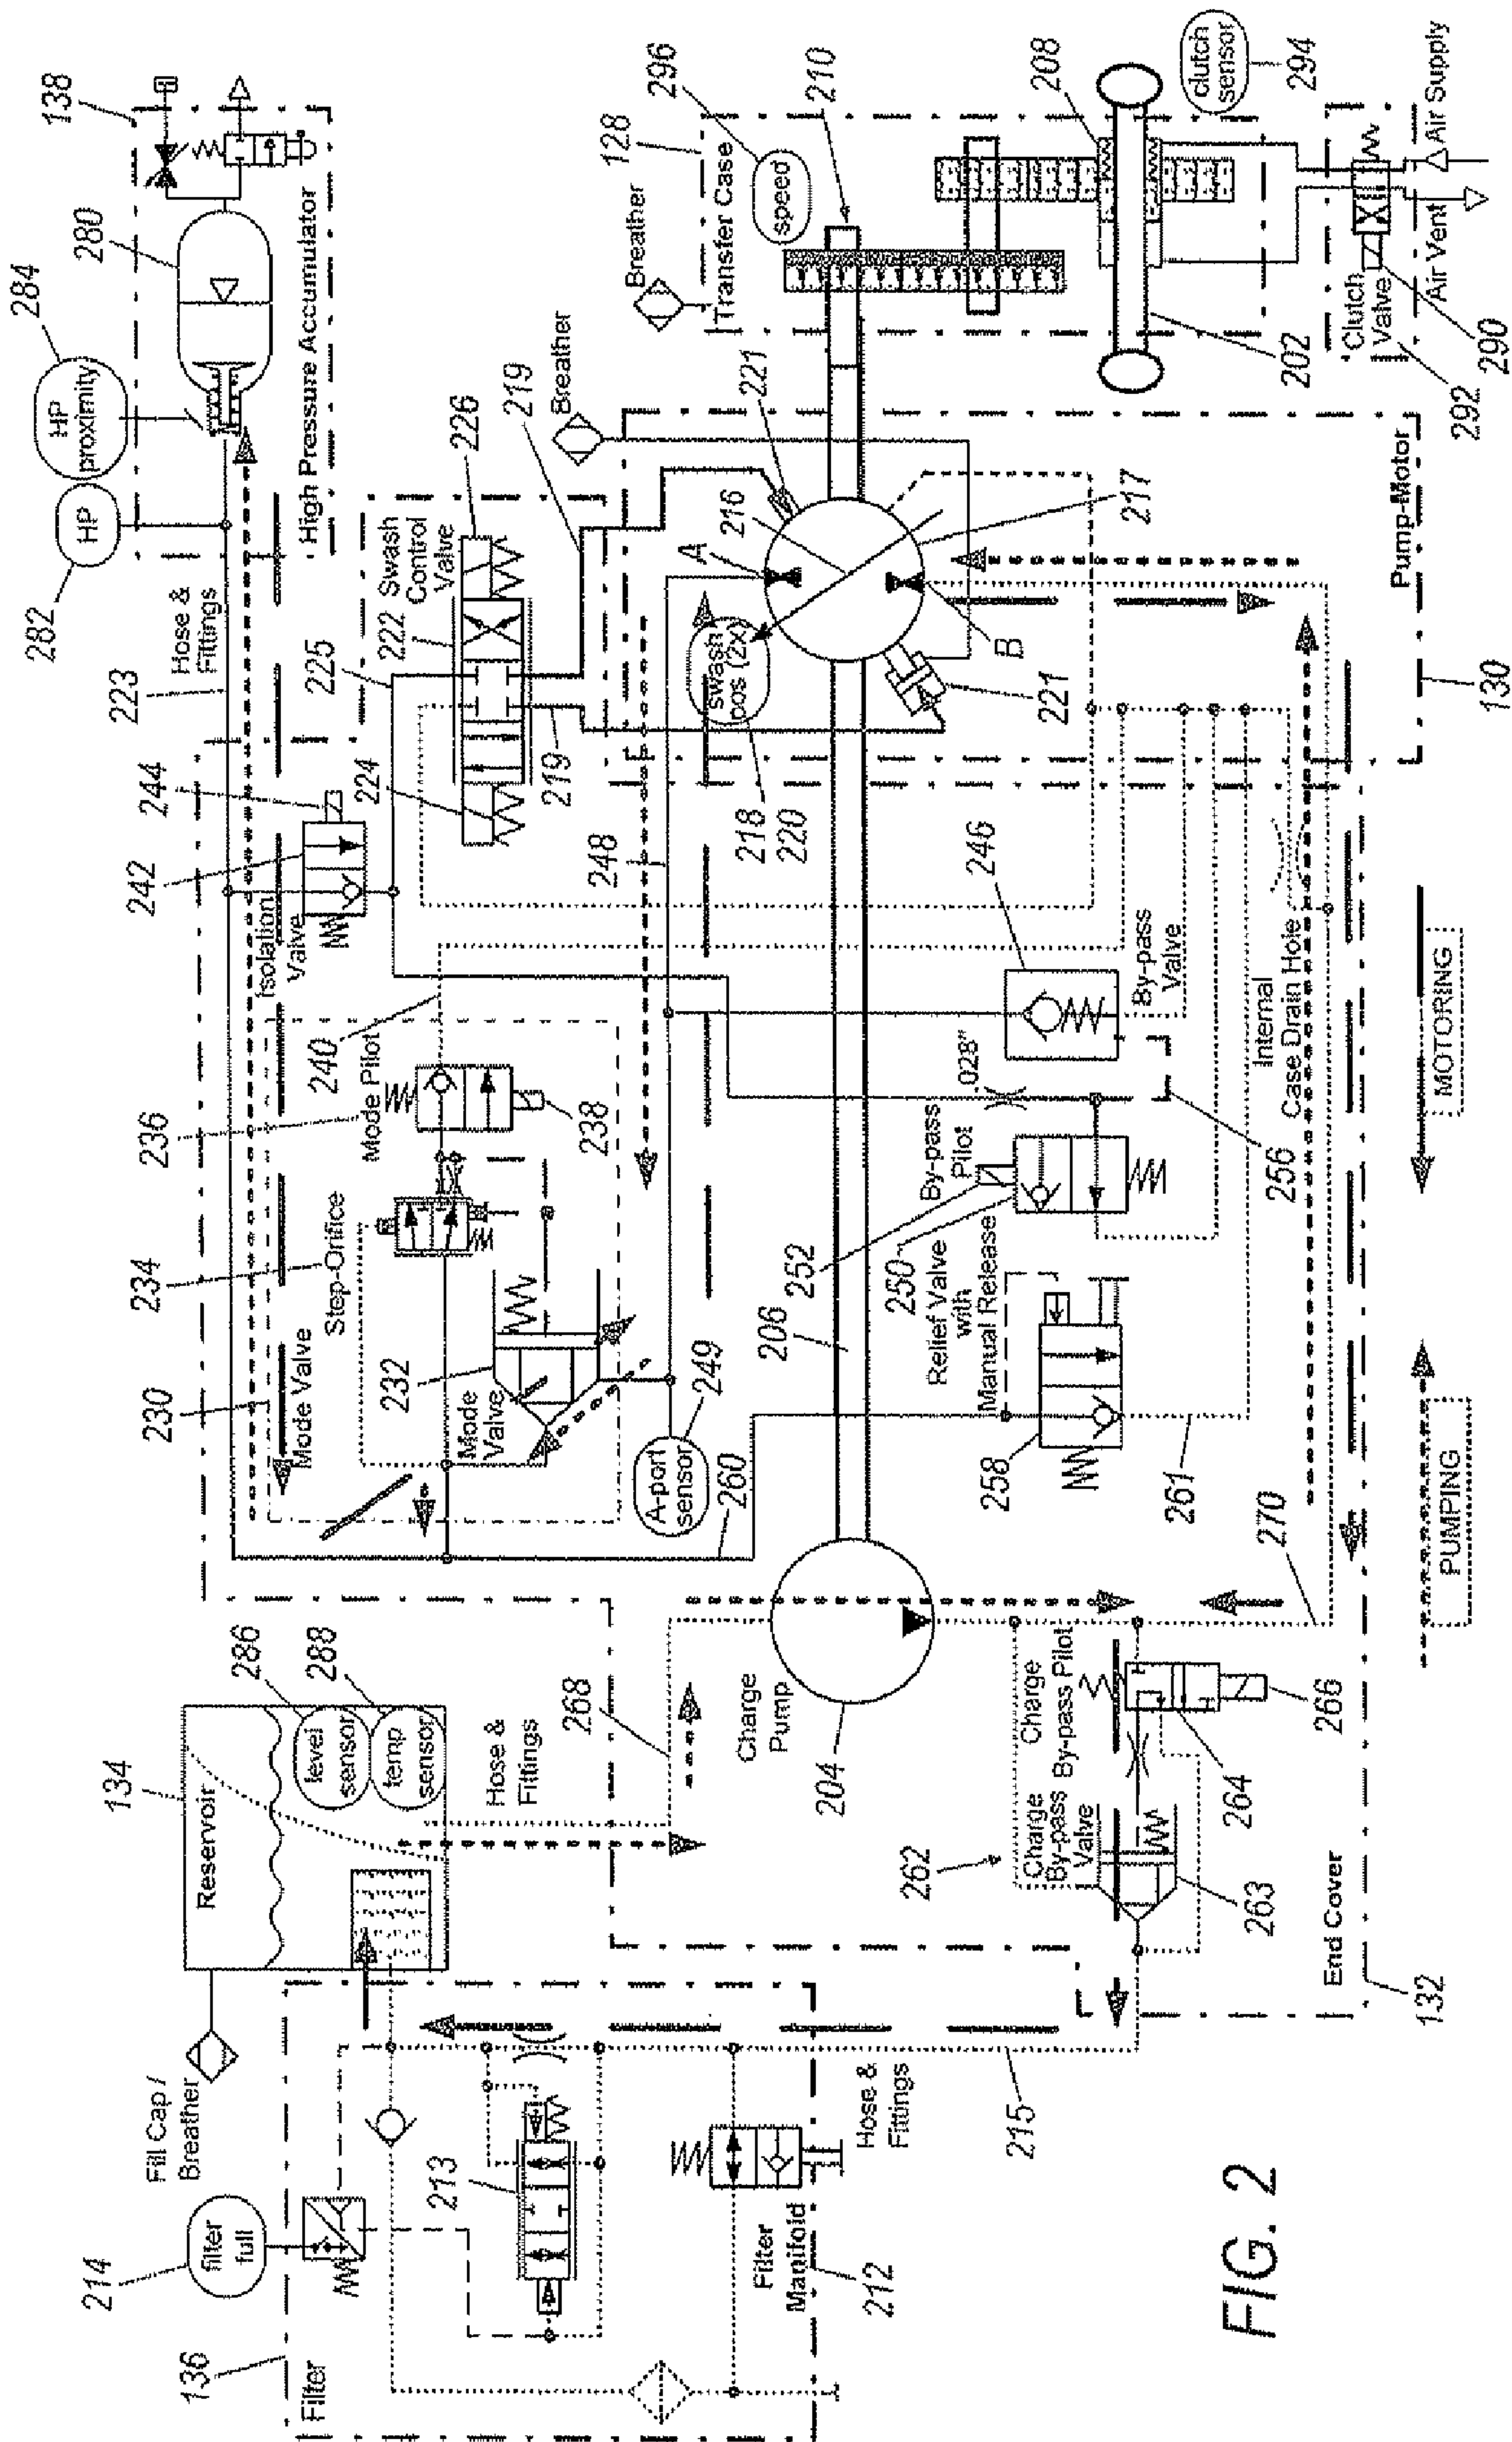 136
Filter
214
filter
full
Fill Cap /
Breather
213
Filter
Manifold
212
Hose &
Fittings
215
Reservoir
134
level
sensor
temp
sensor
286
288
Hose &
Fittings
268
Charge
Pump
204
262
Charge
By-pass
Valve
Charge
By-pass Pilot
263
264
266
End Cover
132
270
230
Mode Valve
234
Step-Orifice
236
Mode Pilot
238
240
232
Mode
Valve
A-port
sensor
249
260
206
Relief Valve
with
Manual Release
258
261
250
252
By-pass
Pilot
256
.028"
246
By-pass
Valve
Internal
Case Drain Hole
242
244
Isolation
Valve
248
223
Hose &
Fittings
225
224
222
Swash
Control
Valve
226
219
219
218
220
swash
pos (2x)
A
216
221
B
221
217
Pump-Motor
130
282
HP
284
HP
proximity
280
138
High Pressure Accumulator
Breather
Breather
128
Transfer Case
296
speed
210
208
clutch
sensor
294
202
Clutch
Valve
290
292
Air Vent
Air Supply
MOTORING
PUMPING
FIG. 2